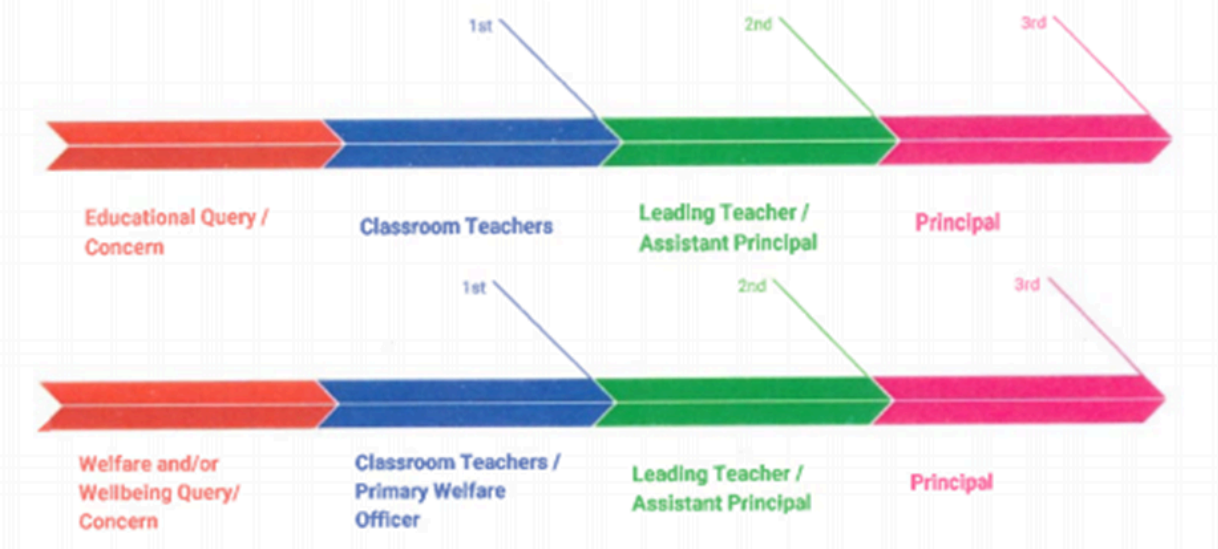 1st
2nd
3rd
Educational Query /
Concern
Classroom Teachers
Leading Teacher /
Assistant Principal
Principal
1st
2nd
3rd
Welfare and/or
Wellbeing Query/
Concern
Classroom Teachers /
Primary Welfare
Officer
Leading Teacher /
Assistant Principal
Principal